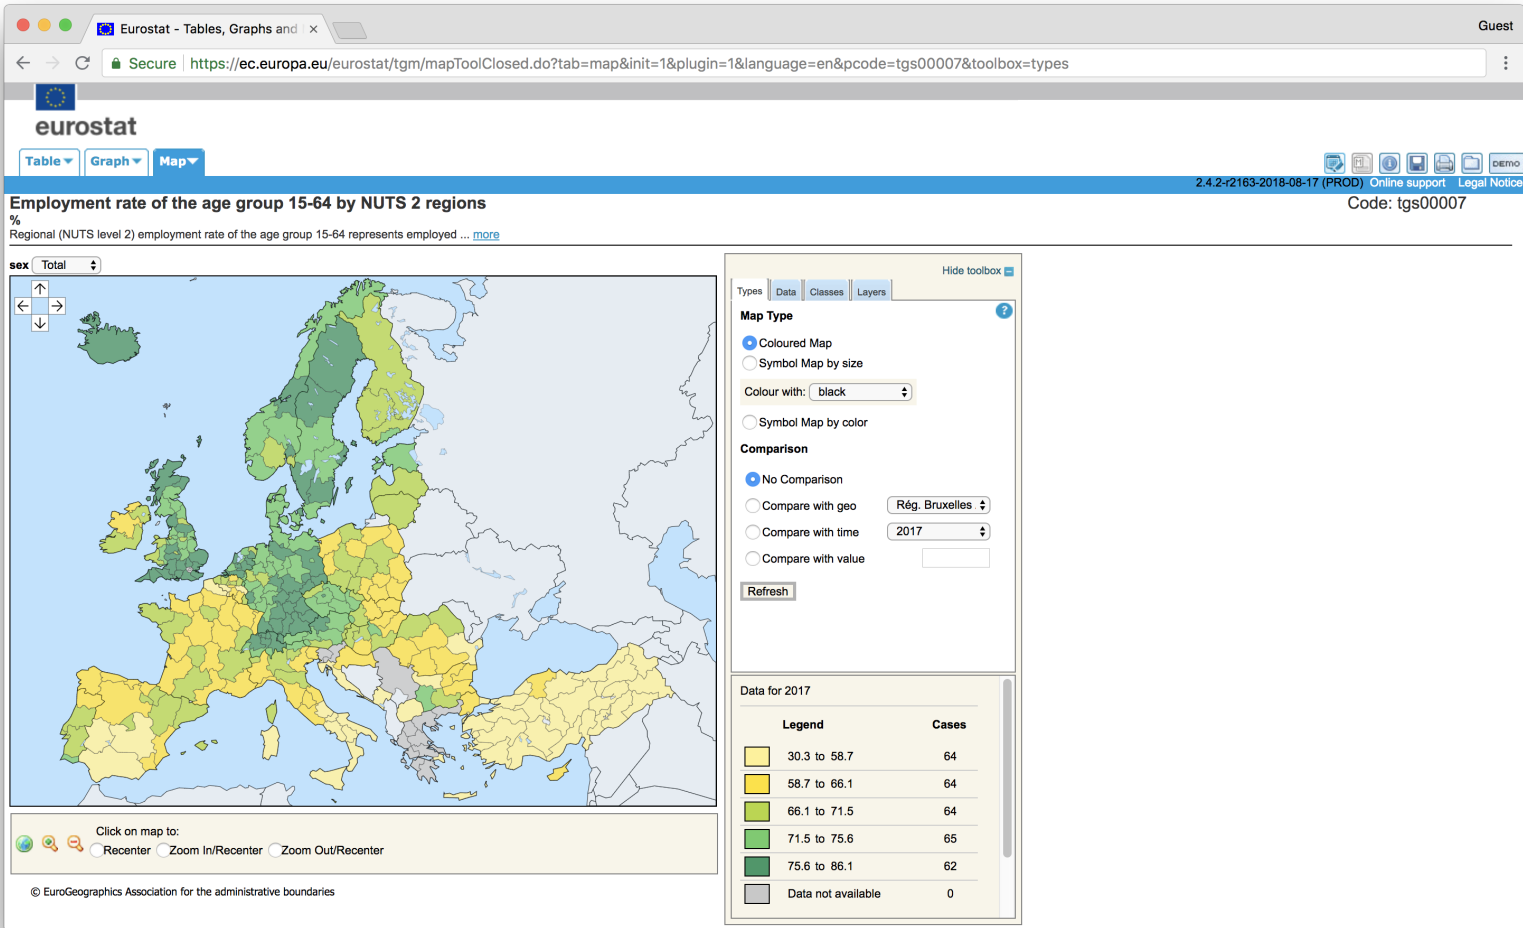 Eurostat - Tables, Graphs and
Guest
Secure https://ec.europa.eu/eurostat/tgm/mapToolClosed.do?tab=map&init=1&plugin=1&language=en&pcode=tgs00007&toolbox=types
eurostat
Table Graph Map
DEMO
2.4.2-r2163-2018-08-17 (PROD) Online support Legal Notice
Employment rate of the age group 15-64 by NUTS 2 regions
Code: tgs00007
%
Regional (NUTS level 2) employment rate of the age group 15-64 represents employed ... more
sex Total
Hide toolbox
Types Data Classes Layers
Map Type
?
Coloured Map
Symbol Map by size
Colour with: black
Symbol Map by color
Comparison
No Comparison
Compare with geo Rég. Bruxelles
Compare with time 2017
Compare with value
Refresh
Data for 2017
Legend Cases
30.3 to 58.7 64
58.7 to 66.1 64
66.1 to 71.5 64
71.5 to 75.6 65
75.6 to 86.1 62
Data not available 0
Click on map to:
Recenter Zoom In/Recenter Zoom Out/Recenter
© EuroGeographics Association for the administrative boundaries